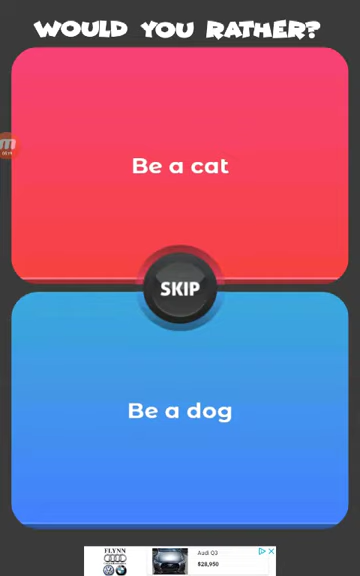 WOULD YOU RATHER?
Be a cat
SKIP
Be a dog
FLYNN
Audi Q3
$28,950